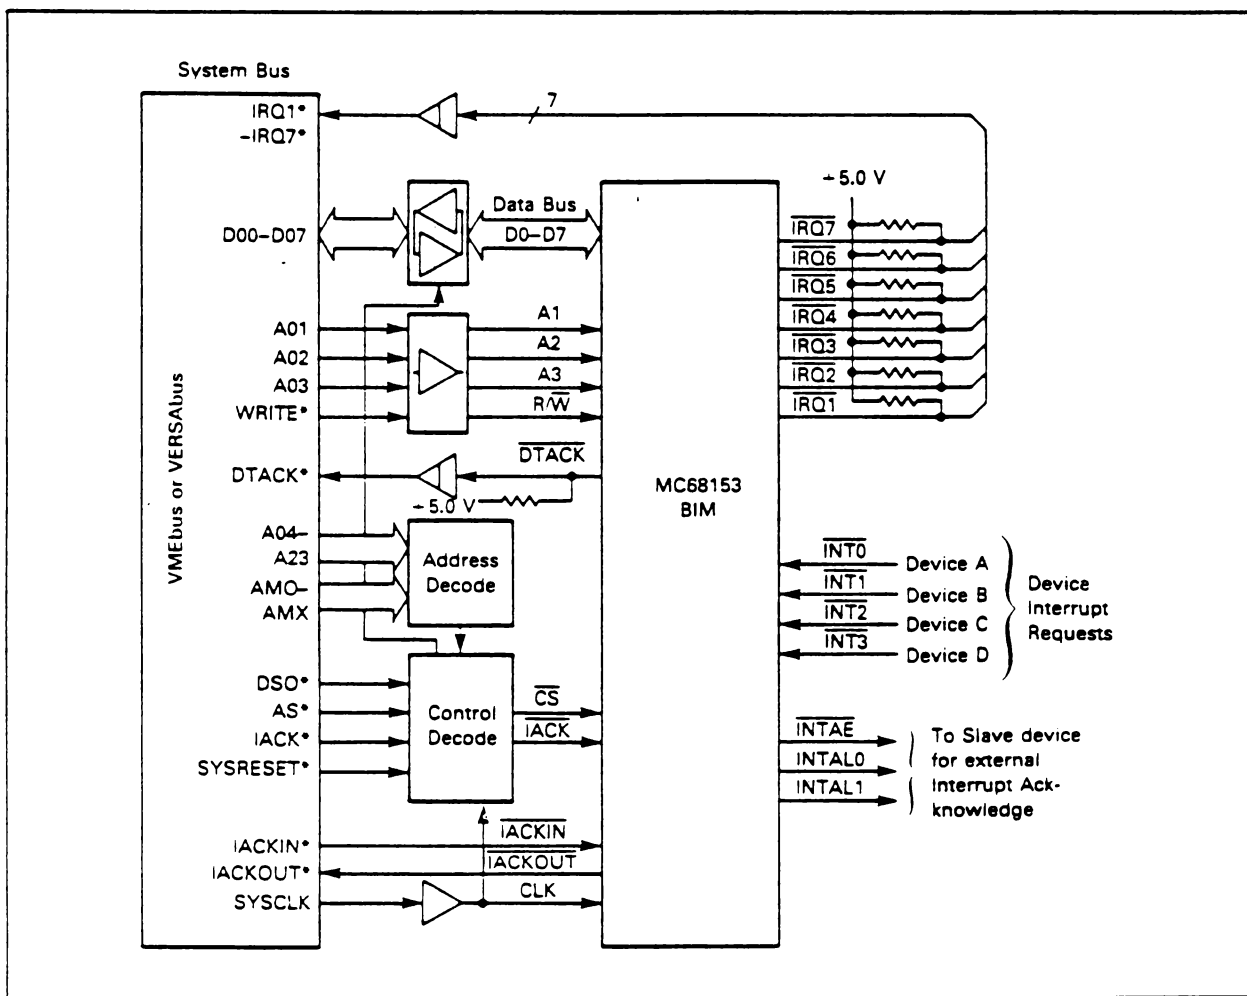 System Bus
IRQ1*
-IRQ7*
7
+5.0 V
Data Bus
D00-D07
D0-D7
IRQ7
IRQ6
IRQ5
IRQ4
IRQ3
IRQ2
IRQ1
A01
A1
A02
A2
A03
A3
WRITE*
R/W
VMEbus or VERSAbus
DTACK*
DTACK
+5.0 V
MC68153
BIM
A04-
A23
AM0-
AMX
Address
Decode
INT0
Device A
INT1
Device B
INT2
Device C
INT3
Device D
Device
Interrupt
Requests
DS0*
AS*
IACK*
SYSRESET*
Control
Decode
CS
IACK
INTAE
INTAL0
INTAL1
To Slave device
for external
Interrupt Ack-
knowledge
IACKIN*
IACKIN
IACKOUT*
IACKOUT
SYSCLK
CLK